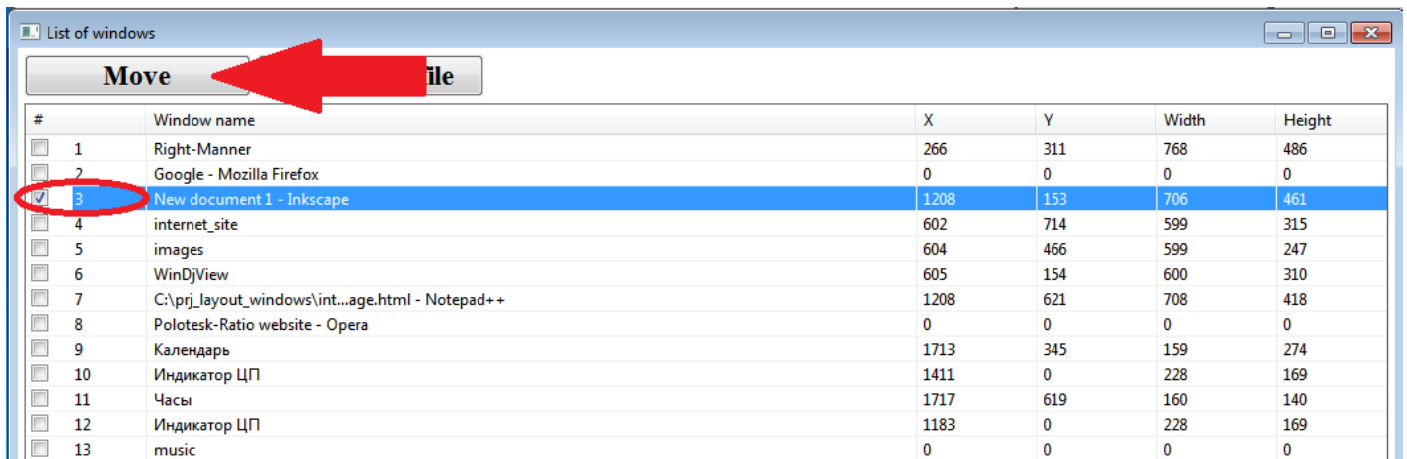 List of windows
Move file
# Window name X Y Width Height
1 Right-Manner 266 311 768 486
2 Google - Mozilla Firefox 0 0 0 0
3 New document 1 - Inkscape 1208 153 706 461
4 internet_site 602 714 599 315
5 images 604 466 599 247
6 WinDjView 605 154 600 310
7 C:\prj_layout_windows\int...age.html - Notepad++ 1208 621 708 418
8 Polotesk-Ratio website - Opera 0 0 0 0
9 Календарь 1713 345 159 274
10 Индикатор ЦП 1411 0 228 169
11 Часы 1717 619 160 140
12 Индикатор ЦП 1183 0 228 169
13 music 0 0 0 0